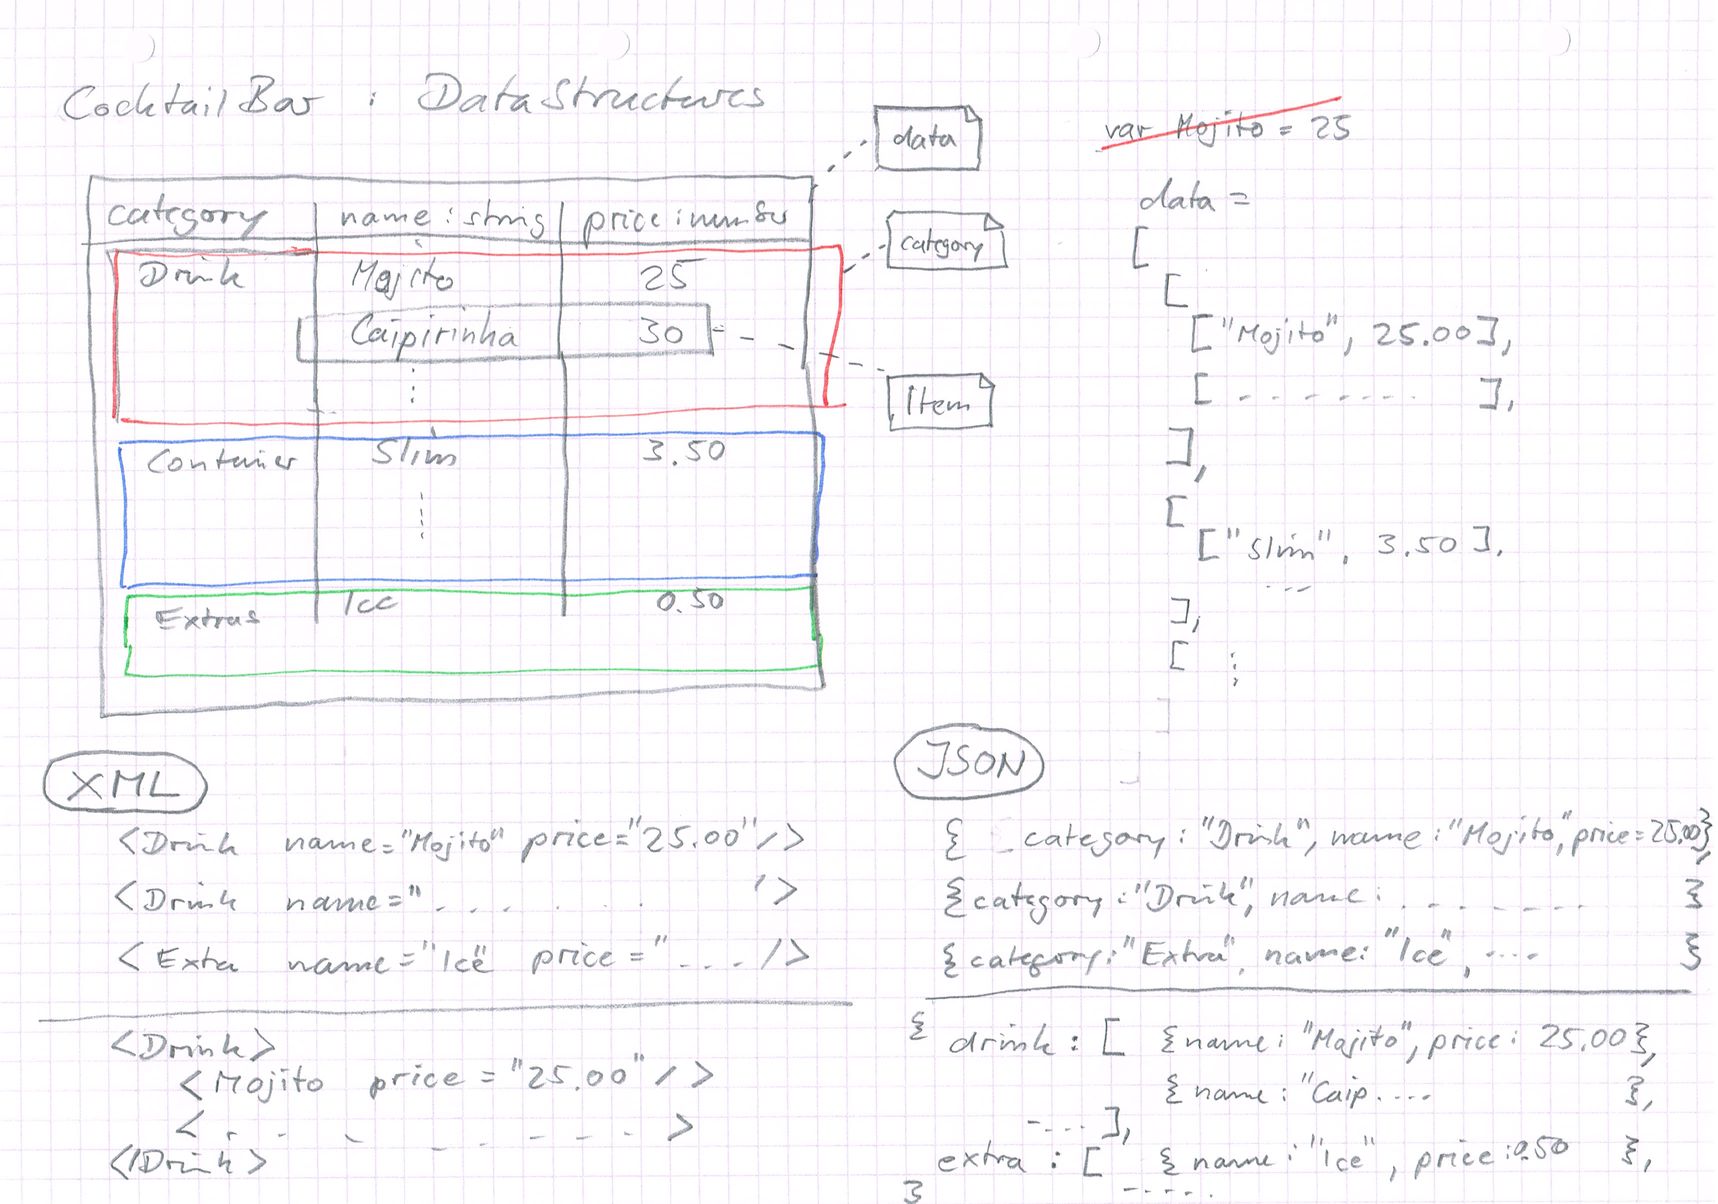 CocktailBar : DataStructures
data
category | name : string | price : number
category
Drink | Mojito | 25
Caipirinha | 30
item
Container | Slim | 3.50
Extras | Ice | 0.50
var Mojito = 25
data =
[
[
["Mojito", 25.00],
[ . . . . . . . ],
],
[
["Slim", 3.50],
...
],
[ :
]
]
XML
<Drink name="Mojito" price="25.00"/>
<Drink name=". . . . . '>
<Extra name="Ice" price=".... />
<Drink>
<Mojito price = "25.00"/>
< . - - - - - - - >
</Drink>
JSON
{ category : "Drink", name : "Mojito", price = 25.00},
{category : "Drink", name : . . . . . . . }
{category : "Extra", name: "Ice", .... }
{ drink : [ {name : "Mojito", price : 25.00},
{ name : "Caip.... },
....],
extra : [ { name : "Ice", price : 0.50 },
}
.....